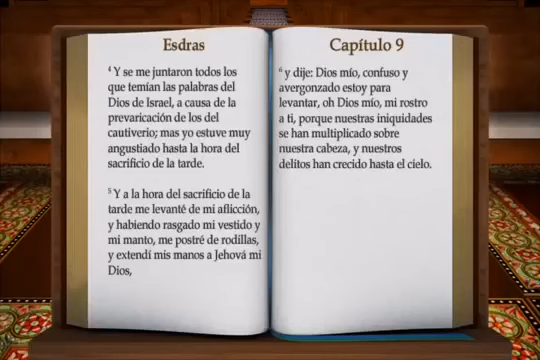 Esdras
⁴ Y se me juntaron todos los
que temían las palabras del
Dios de Israel, a causa de la
prevaricación de los del
cautiverio; mas yo estuve muy
angustiado hasta la hora del
sacrificio de la tarde.
⁵ Y a la hora del sacrificio de la
tarde me levanté de mi aflicción,
y habiendo rasgado mi vestido y
mi manto, me postré de rodillas,
y extendí mis manos a Jehová mi
Dios,
Capítulo 9
⁶ y dije: Dios mío, confuso y
avergonzado estoy para
levantar, oh Dios mío, mi rostro
a ti, porque nuestras iniquidades
se han multiplicado sobre
nuestra cabeza, y nuestros
delitos han crecido hasta el cielo.